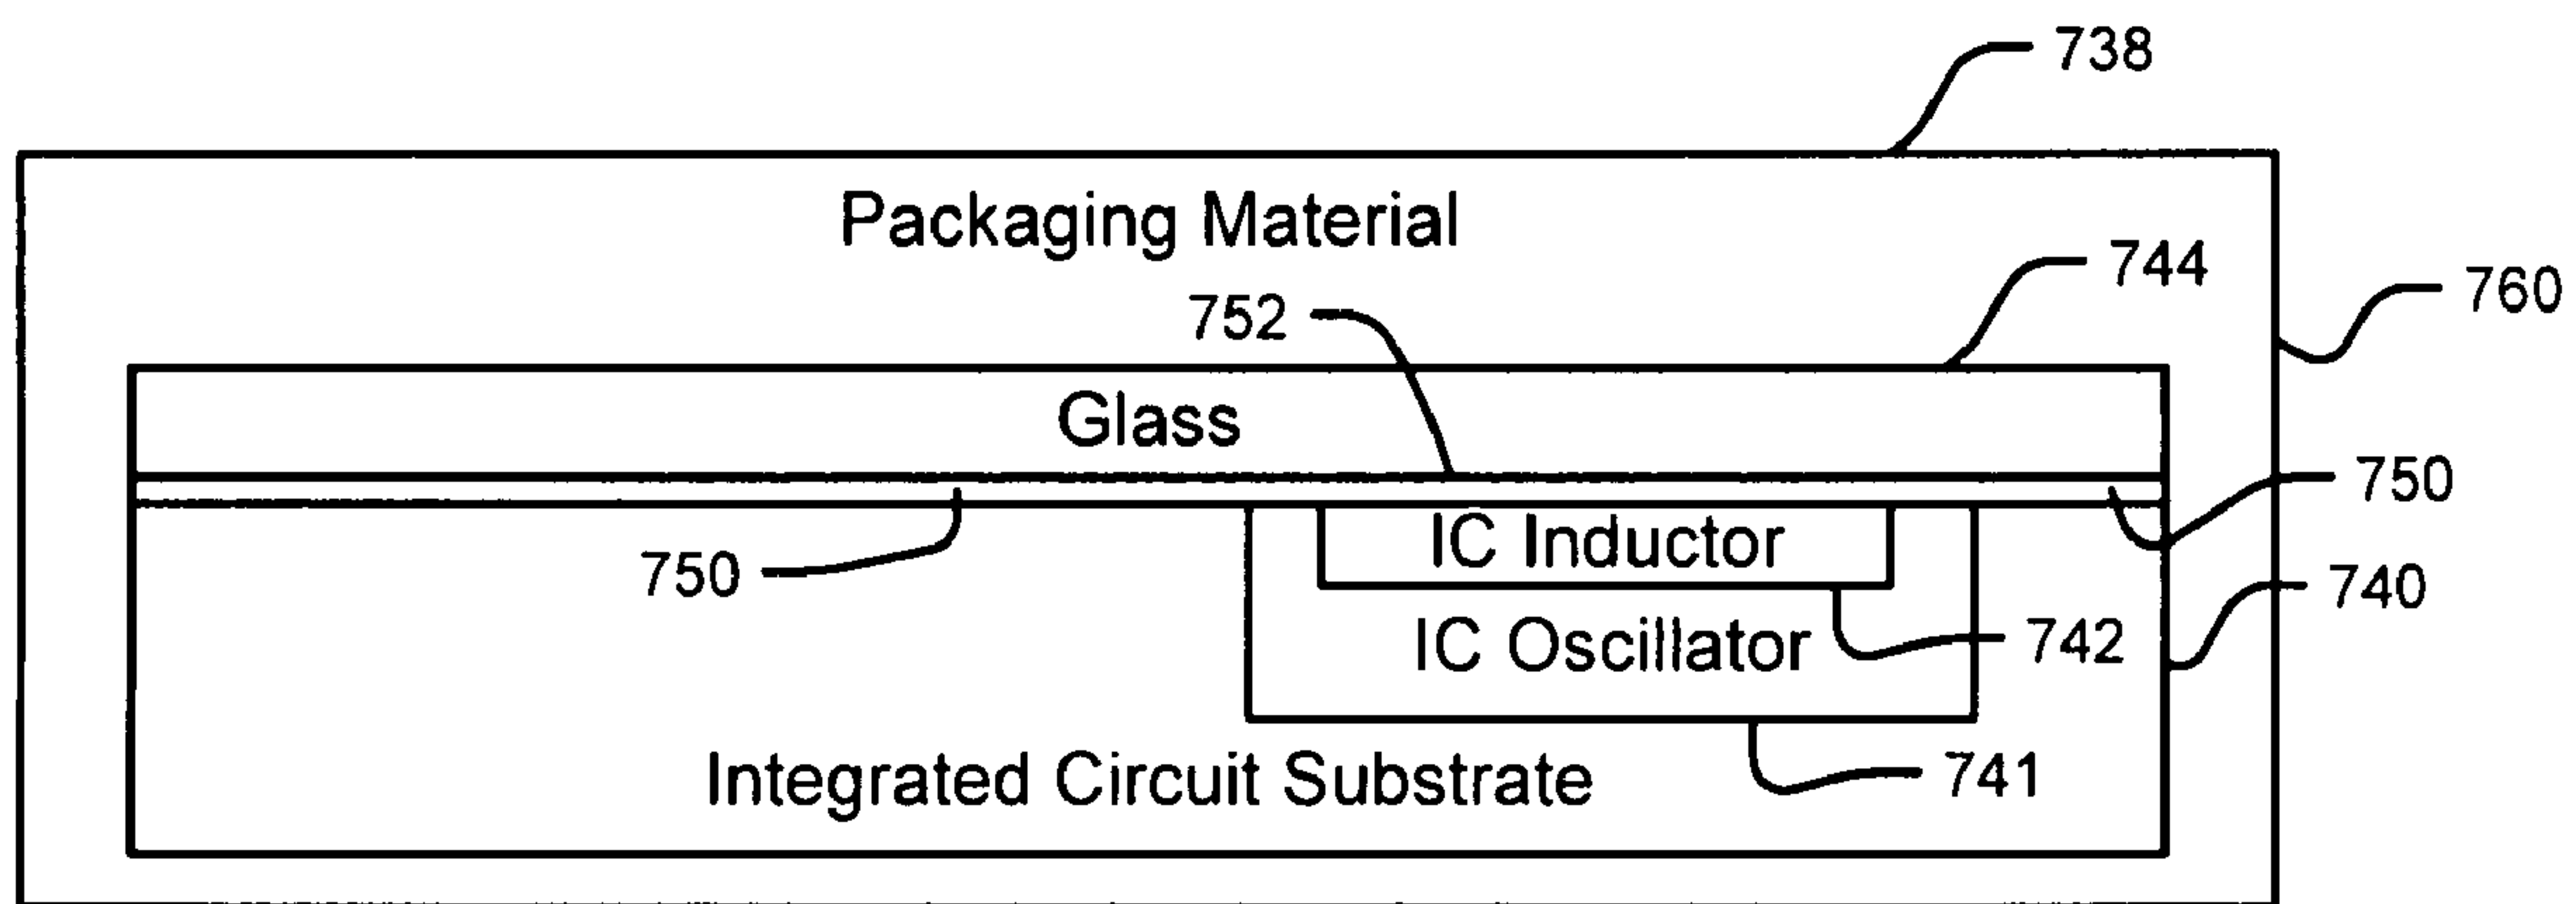 738
Packaging Material
744
760
752
Glass
750
IC Inductor
750
740
IC Oscillator
742
Integrated Circuit Substrate
741